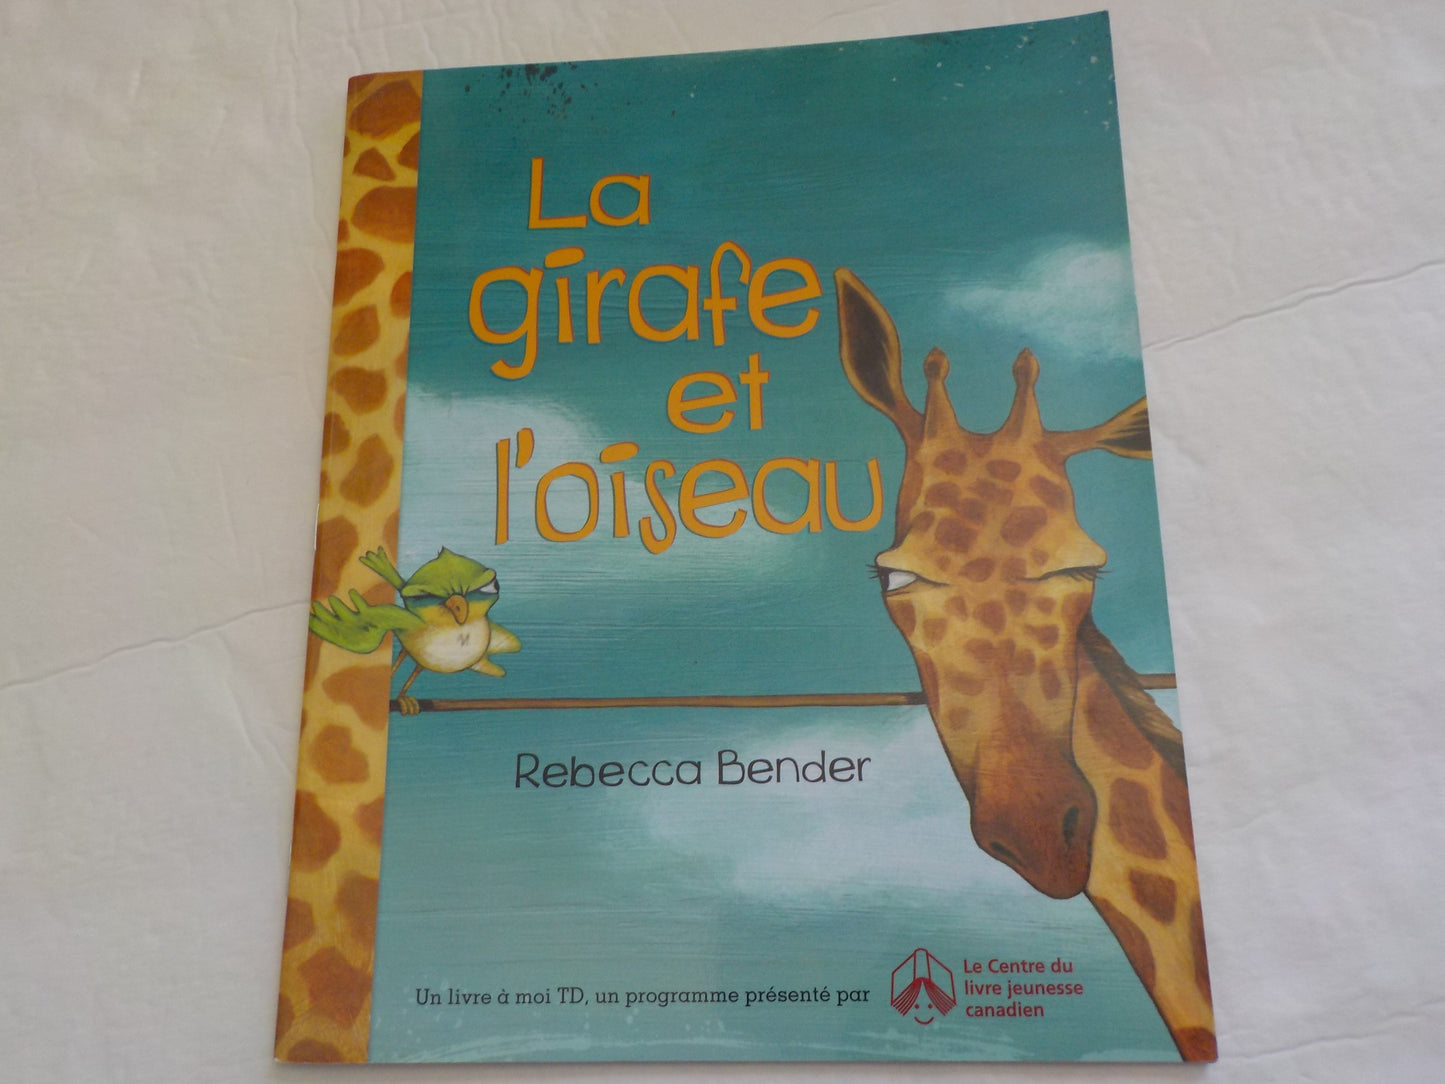 La
girafe
et
l'oiseau
Rebecca Bender
Un livre à moi TD, un programme présenté par
Le Centre du
livre jeunesse
canadien